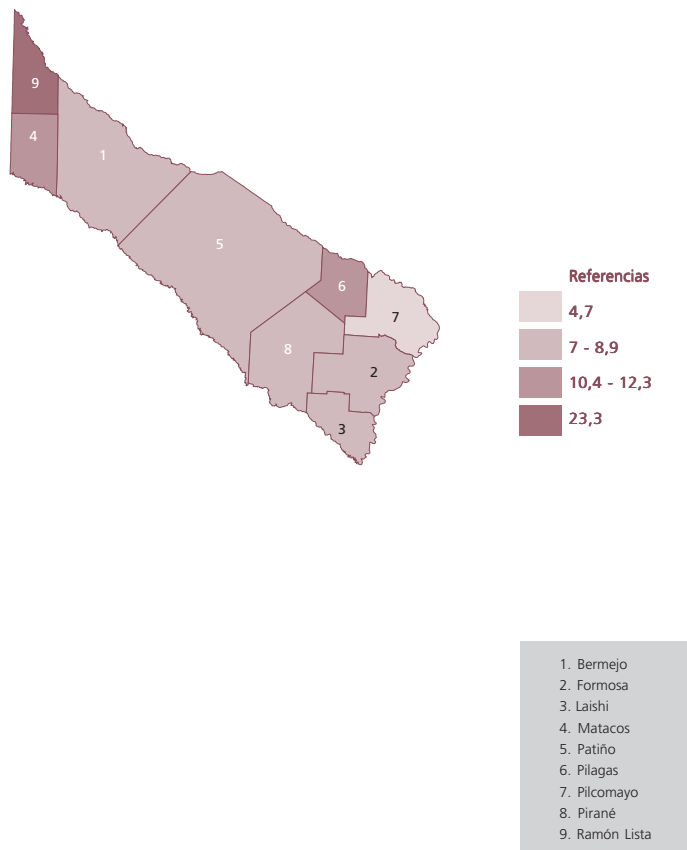 9
4
1
5
6
7
8
2
3
Referencias
4,7
7 - 8,9
10,4 - 12,3
23,3
1. Bermejo
2. Formosa
3. Laishi
4. Matacos
5. Patiño
6. Pilagas
7. Pilcomayo
8. Pirané
9. Ramón Lista